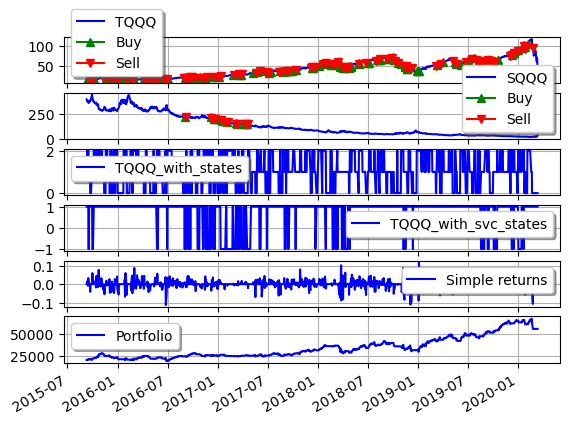 TQQQ
Buy
Sell
100
50
SQQQ
Buy
Sell
250
0
TQQQ_with_states
2
0
TQQQ_with_svc_states
1
0
−1
Simple returns
0.1
0.0
−0.1
Portfolio
50000
25000
2015-07
2016-01
2016-07
2017-01
2017-07
2018-01
2018-07
2019-01
2019-07
2020-01